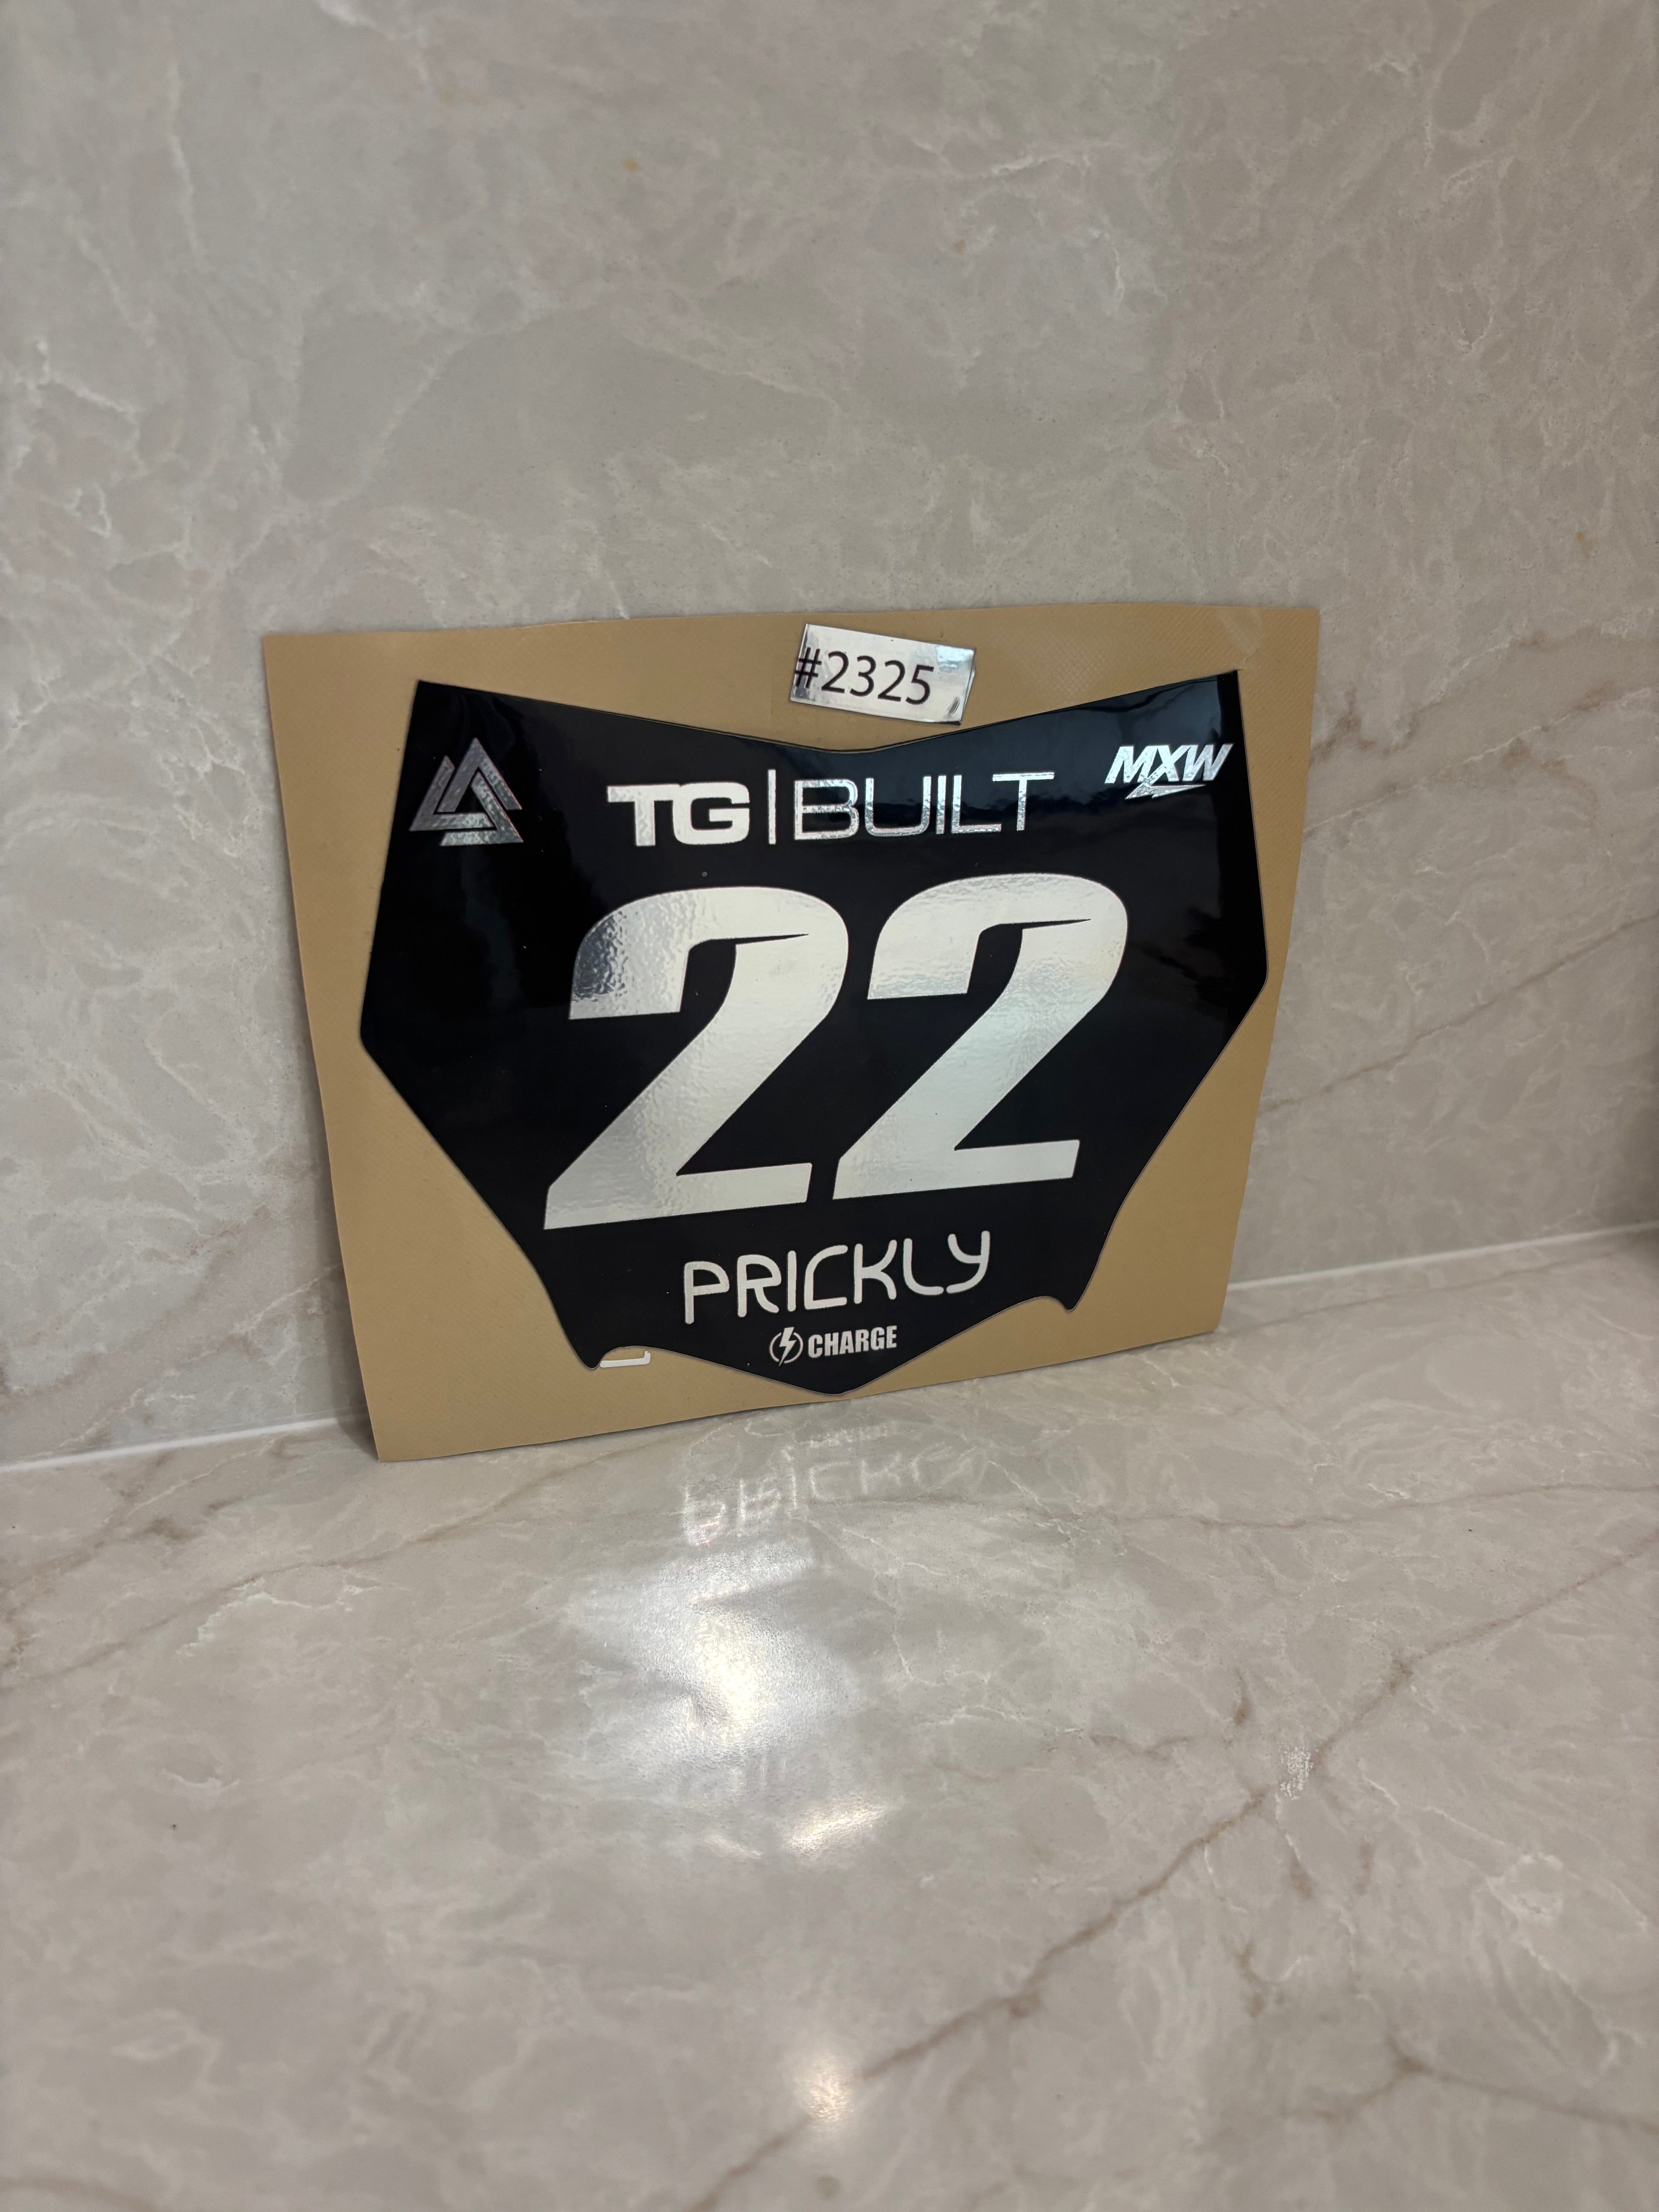 #2325
TG|BUILT
MXW
22
PRICKLY
CHARGE